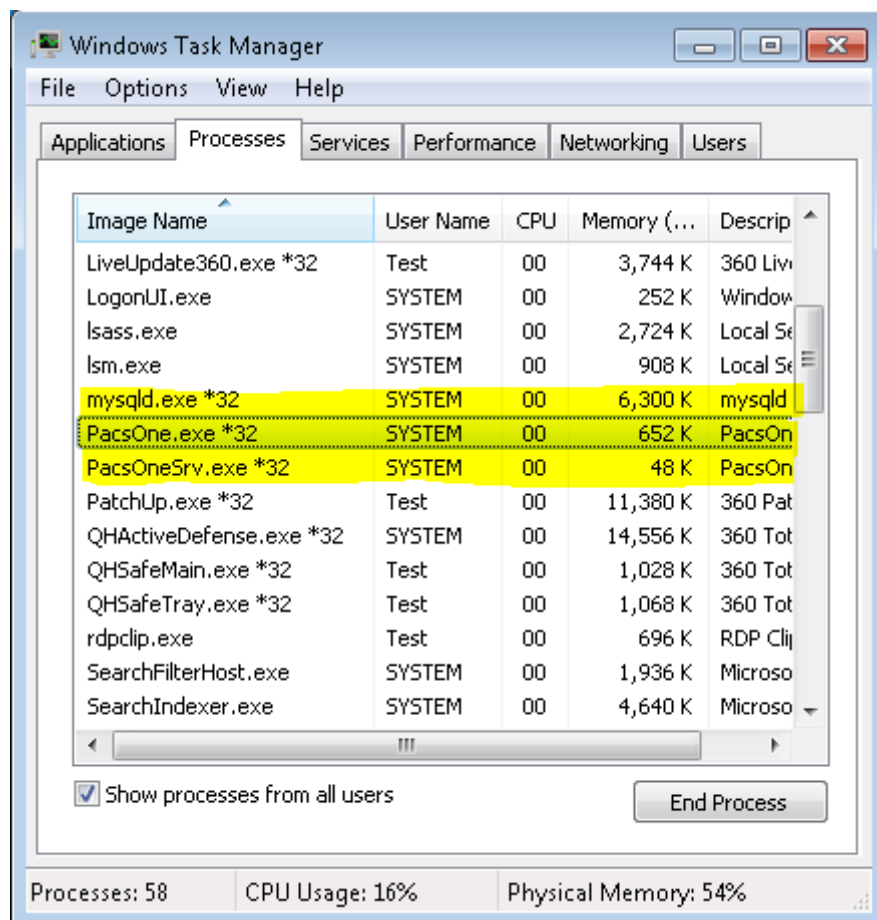 Windows Task Manager
File Options View Help
Applications Processes Services Performance Networking Users
Image Name User Name CPU Memory (... Descrip
LiveUpdate360.exe *32 Test 00 3,744 K 360 Liv
LogonUI.exe SYSTEM 00 252 K Window
lsass.exe SYSTEM 00 2,724 K Local Se
lsm.exe SYSTEM 00 908 K Local Se
mysqld.exe *32 SYSTEM 00 6,300 K mysqld
PacsOne.exe *32 SYSTEM 00 652 K PacsOn
PacsOneSrv.exe *32 SYSTEM 00 48 K PacsOn
PatchUp.exe *32 Test 00 11,380 K 360 Pat
QHActiveDefense.exe *32 SYSTEM 00 14,556 K 360 Tot
QHSafeMain.exe *32 Test 00 1,028 K 360 Tot
QHSafeTray.exe *32 Test 00 1,068 K 360 Tot
rdpclip.exe Test 00 696 K RDP Cli
SearchFilterHost.exe SYSTEM 00 1,936 K Microso
SearchIndexer.exe SYSTEM 00 4,640 K Microso
Show processes from all users
End Process
Processes: 58 CPU Usage: 16% Physical Memory: 54%